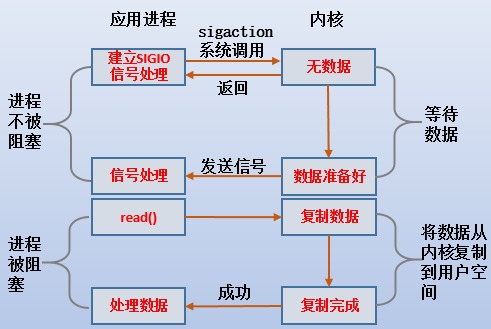 应用进程
内核
sigaction
系统调用
建立SIGIO
信号处理
无数据
返回
进程
不被
阻塞
等待
数据
信号处理
发送信号
数据准备好
read()
复制数据
进程
被阻
塞
将数据从
内核复制
到用户空
间
处理数据
成功
复制完成